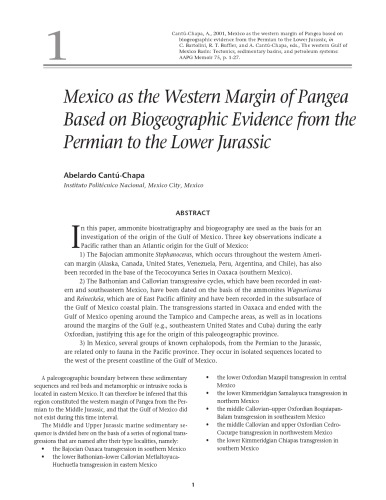 1
Cantú-Chapa, A., 2001, Mexico as the western margin of Pangea based on
biogeographic evidence from the Permian to the Lower Jurassic, in
C. Bartolini, R. T. Buffler, and A. Cantú-Chapa, eds., The western Gulf of
Mexico Basin: Tectonics, sedimentary basins, and petroleum systems:
AAPG Memoir 75, p. 1-27.
Mexico as the Western Margin of Pangea
Based on Biogeographic Evidence from the
Permian to the Lower Jurassic
Abelardo Cantú-Chapa
Instituto Politécnico Nacional, Mexico City, Mexico
ABSTRACT
In this paper, ammonite biostratigraphy and biogeography are used as the basis for an
investigation of the origin of the Gulf of Mexico. Three key observations indicate a
Pacific rather than an Atlantic origin for the Gulf of Mexico:
1) The Bajocian ammonite Stephanoceras, which occurs throughout the western Ameri-
can margin (Alaska, Canada, United States, Venezuela, Peru, Argentina, and Chile), has also
been recorded in the base of the Tecocoyunca Series in Oaxaca (southern Mexico).
2) The Bathonian and Callovian transgressive cycles, which have been recorded in east-
ern and southeastern Mexico, have been dated on the basis of the ammonites Wagnericeras
and Reineckeia, which are of East Pacific affinity and have been recorded in the subsurface of
the Gulf of Mexico coastal plain. The transgressions started in Oaxaca and ended with the
Gulf of Mexico opening around the Tampico and Campeche areas, as well as in locations
around the margins of the Gulf (e.g., southeastern United States and Cuba) during the early
Oxfordian, justifying this age for the origin of this paleogeographic province.
3) In Mexico, several groups of known cephalopods, from the Permian to the Jurassic,
are related only to fauna in the Pacific province. They occur in isolated sequences located to
the west of the present coastline of the Gulf of Mexico.
A paleogeographic boundary between these sedimentary
sequences and red beds and metamorphic or intrusive rocks is
located in eastern Mexico. It can therefore be inferred that this
region constituted the western margin of Pangea from the Per-
mian to the Middle Jurassic, and that the Gulf of Mexico did
not exist during this time interval.
The Middle and Upper Jurassic marine sedimentary se-
quence is divided here on the basis of a series of regional trans-
gressions that are named after their type localities, namely:
• the Bajocian Oaxaca transgression in southern Mexico
• the lower Bathonian–lower Callovian Metlaltoyuca-
Huehuetla transgression in eastern Mexico
• the lower Oxfordian Mazapil transgression in central
Mexico
• the lower Kimmeridgian Samalayuca transgression in
northern Mexico
• the middle Callovian–upper Oxfordian Boquiapan-
Balam transgression in southeastern Mexico
• the middle Callovian and upper Oxfordian Cedro-
Cucurpe transgression in northwestern Mexico
• the lower Kimmeridgian Chiapas transgression in
southern Mexico
1